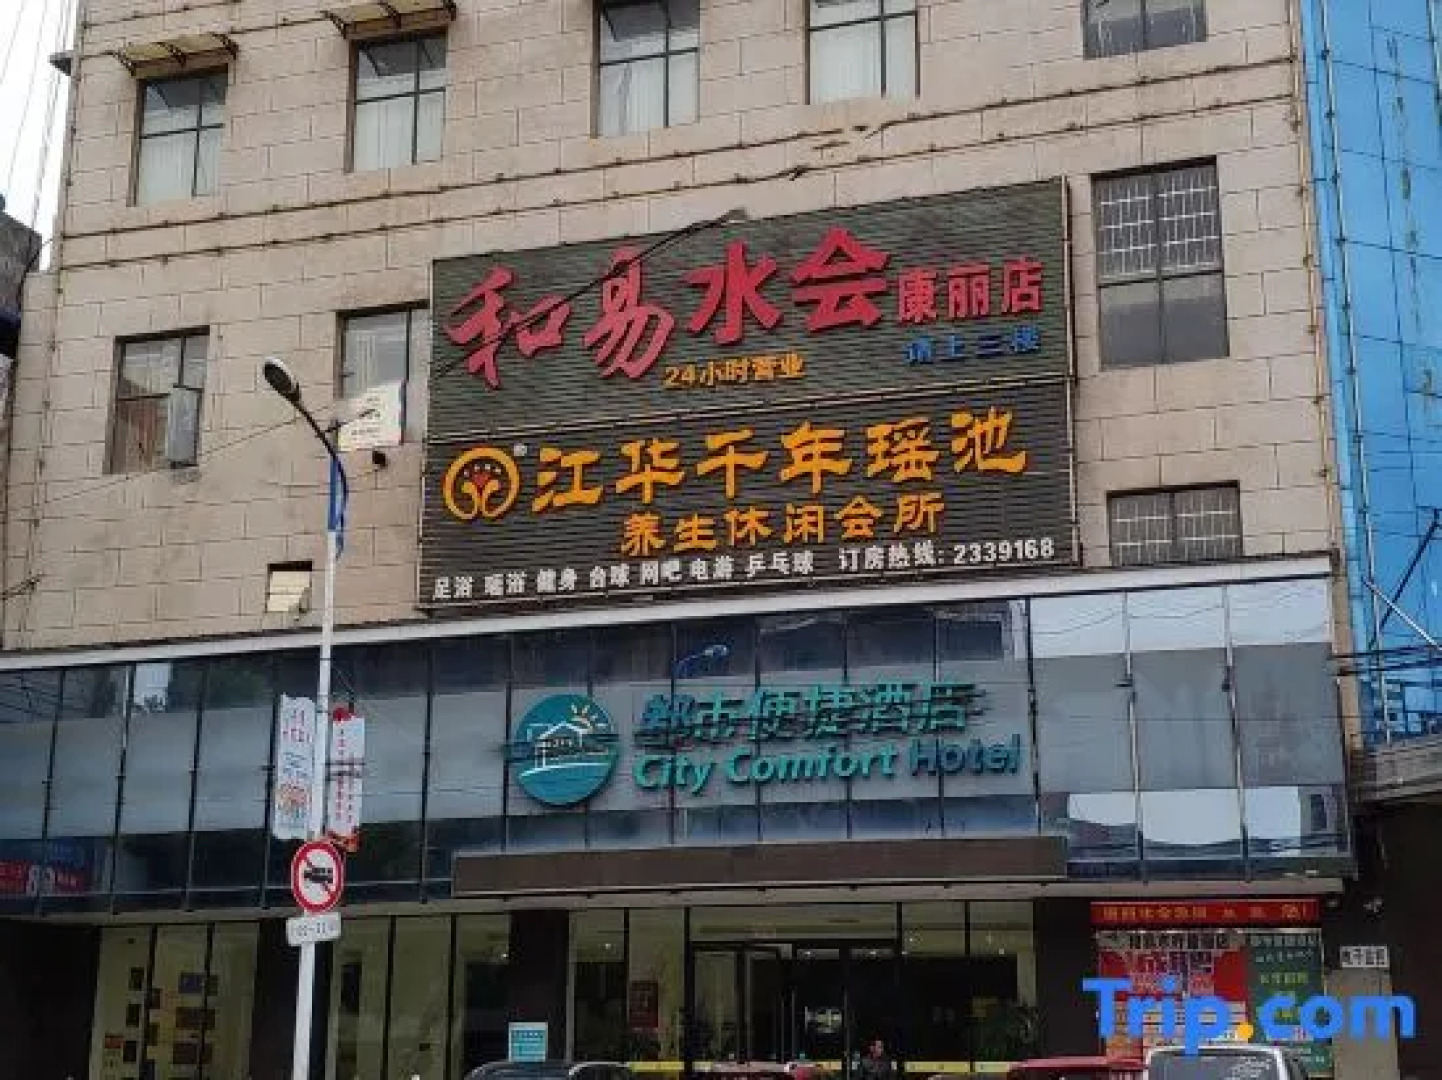 和易水会康丽店
24小时营业 请上三楼
江华千年瑶池
养生休闲会所
足浴 瑶浴 健身 台球 网吧 电游 乒乓球 订房热线: 2339168
都市便捷酒店
City Comfort Hotel
Trip.com